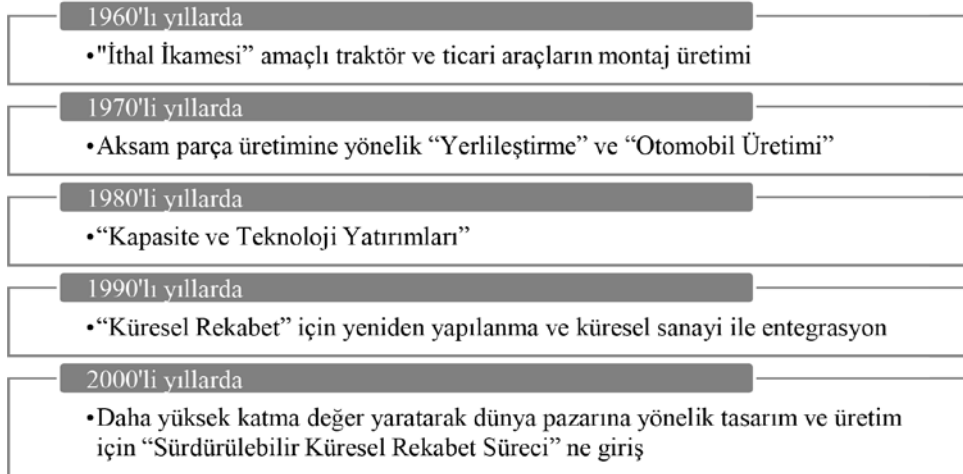 1960'lı yıllarda
•"İthal İkamesi” amaçlı traktör ve ticari araçların montaj üretimi
1970'li yıllarda
•Aksam parça üretimine yönelik “Yerlileştirme” ve “Otomobil Üretimi”
1980'li yıllarda
•“Kapasite ve Teknoloji Yatırımları”
1990'lı yıllarda
•“Küresel Rekabet” için yeniden yapılanma ve küresel sanayi ile entegrasyon
2000'li yıllarda
•Daha yüksek katma değer yaratarak dünya pazarına yönelik tasarım ve üretim
için “Sürdürülebilir Küresel Rekabet Süreci” ne giriş